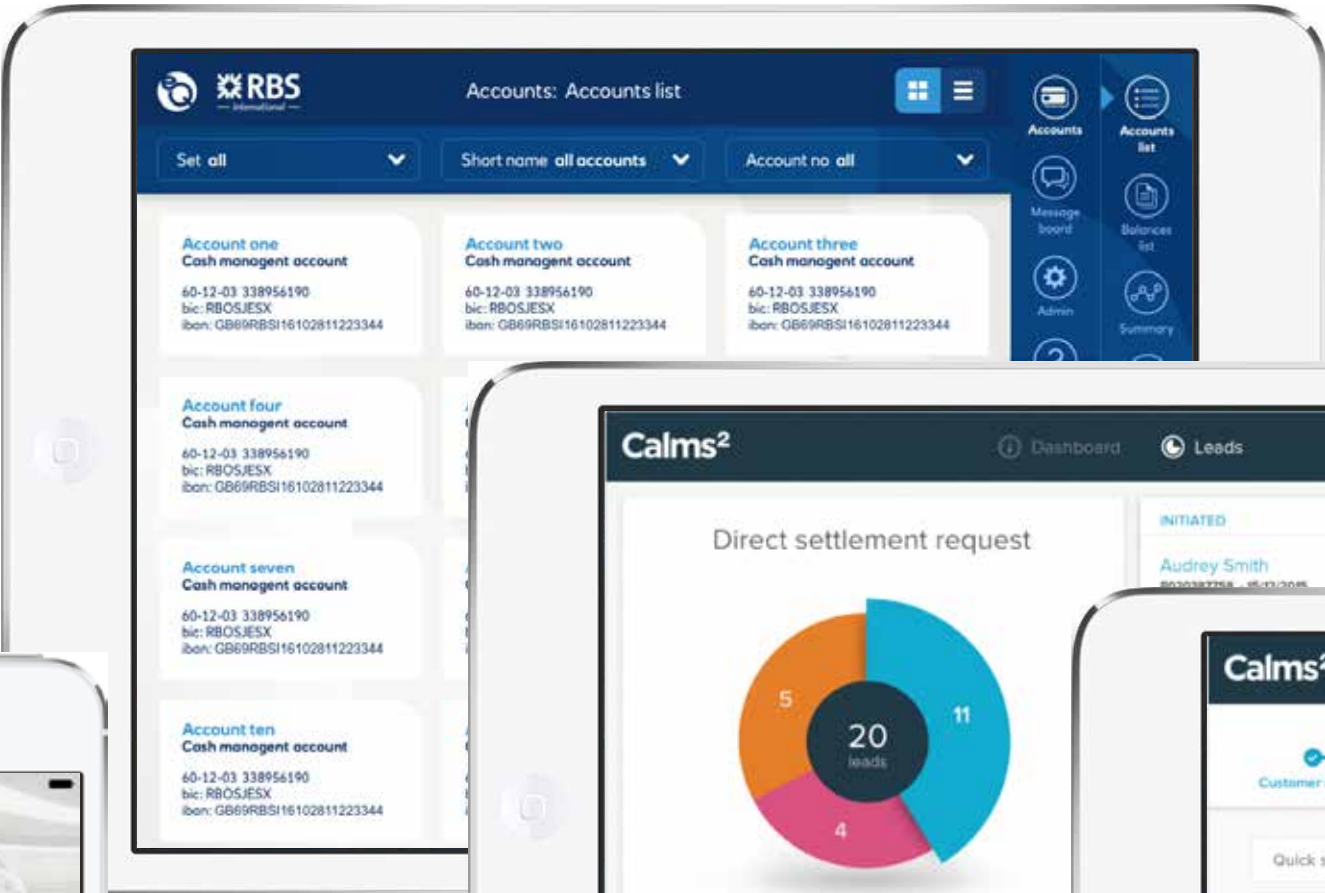 RBS
International
Accounts: Accounts list
Set all
Short name all accounts
Account no all
Accounts
Accounts
list
Message
board
Balances
list
Admin
Summary
Account one
Cash managent account
60-12-03 338956190
bic: RBOSJESX
iban: GB69RBSI16102811223344
Account two
Cash managent account
60-12-03 338956190
bic: RBOSJESX
iban: GB69RBSI16102811223344
Account three
Cash managent account
60-12-03 338956190
bic: RBOSJESX
iban: GB69RBSI16102811223344
Account four
Cash managent account
60-12-03 338956190
bic: RBOSJESX
iban: GB69RBSI16102811223344
Account seven
Cash managent account
60-12-03 338956190
bic: RBOSJESX
iban: GB69RBSI16102811223344
Account ten
Cash managent account
60-12-03 338956190
bic: RBOSJESX
iban: GB69RBSI16102811223344
Calms²
Dashboard
Leads
Direct settlement request
5
11
20
leads
4
INITIATED
Audrey Smith
Calms²
Customer
Quick